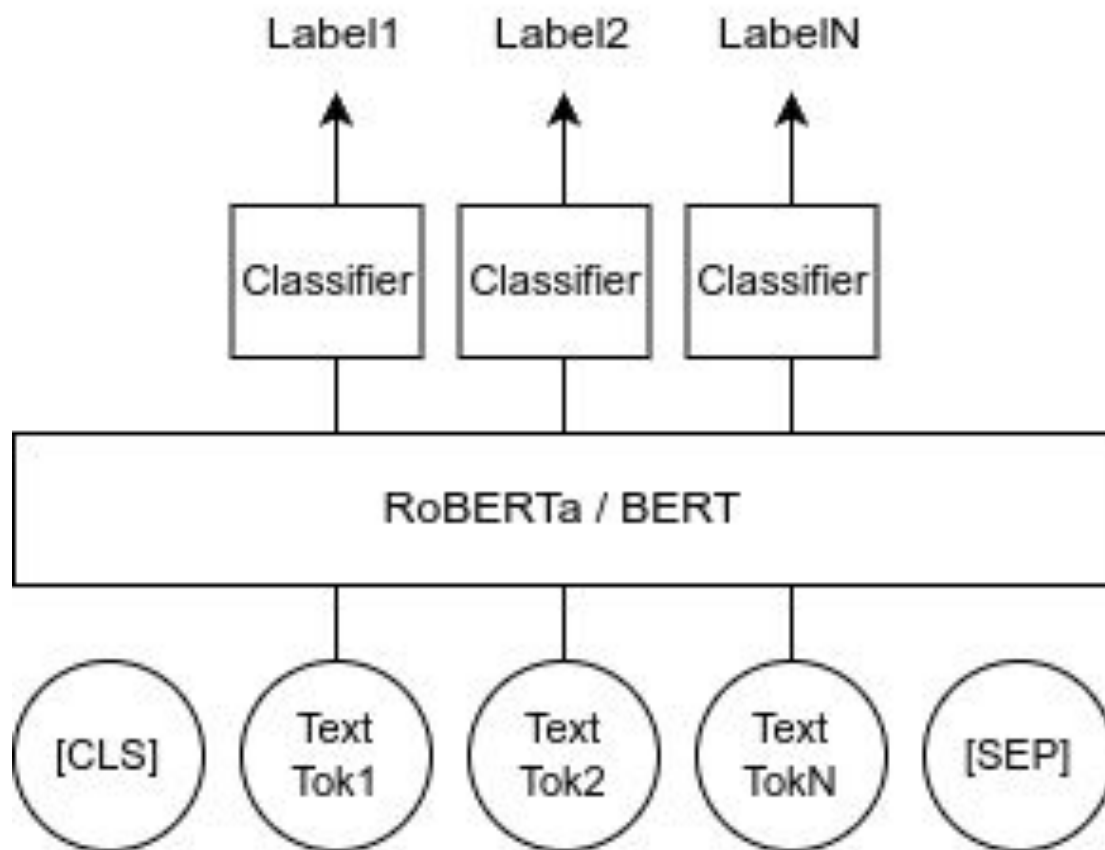 Label1 Label2 LabelN
Classifier Classifier Classifier
RoBERTa / BERT
[CLS] Text Tok1 Text Tok2 Text TokN [SEP]